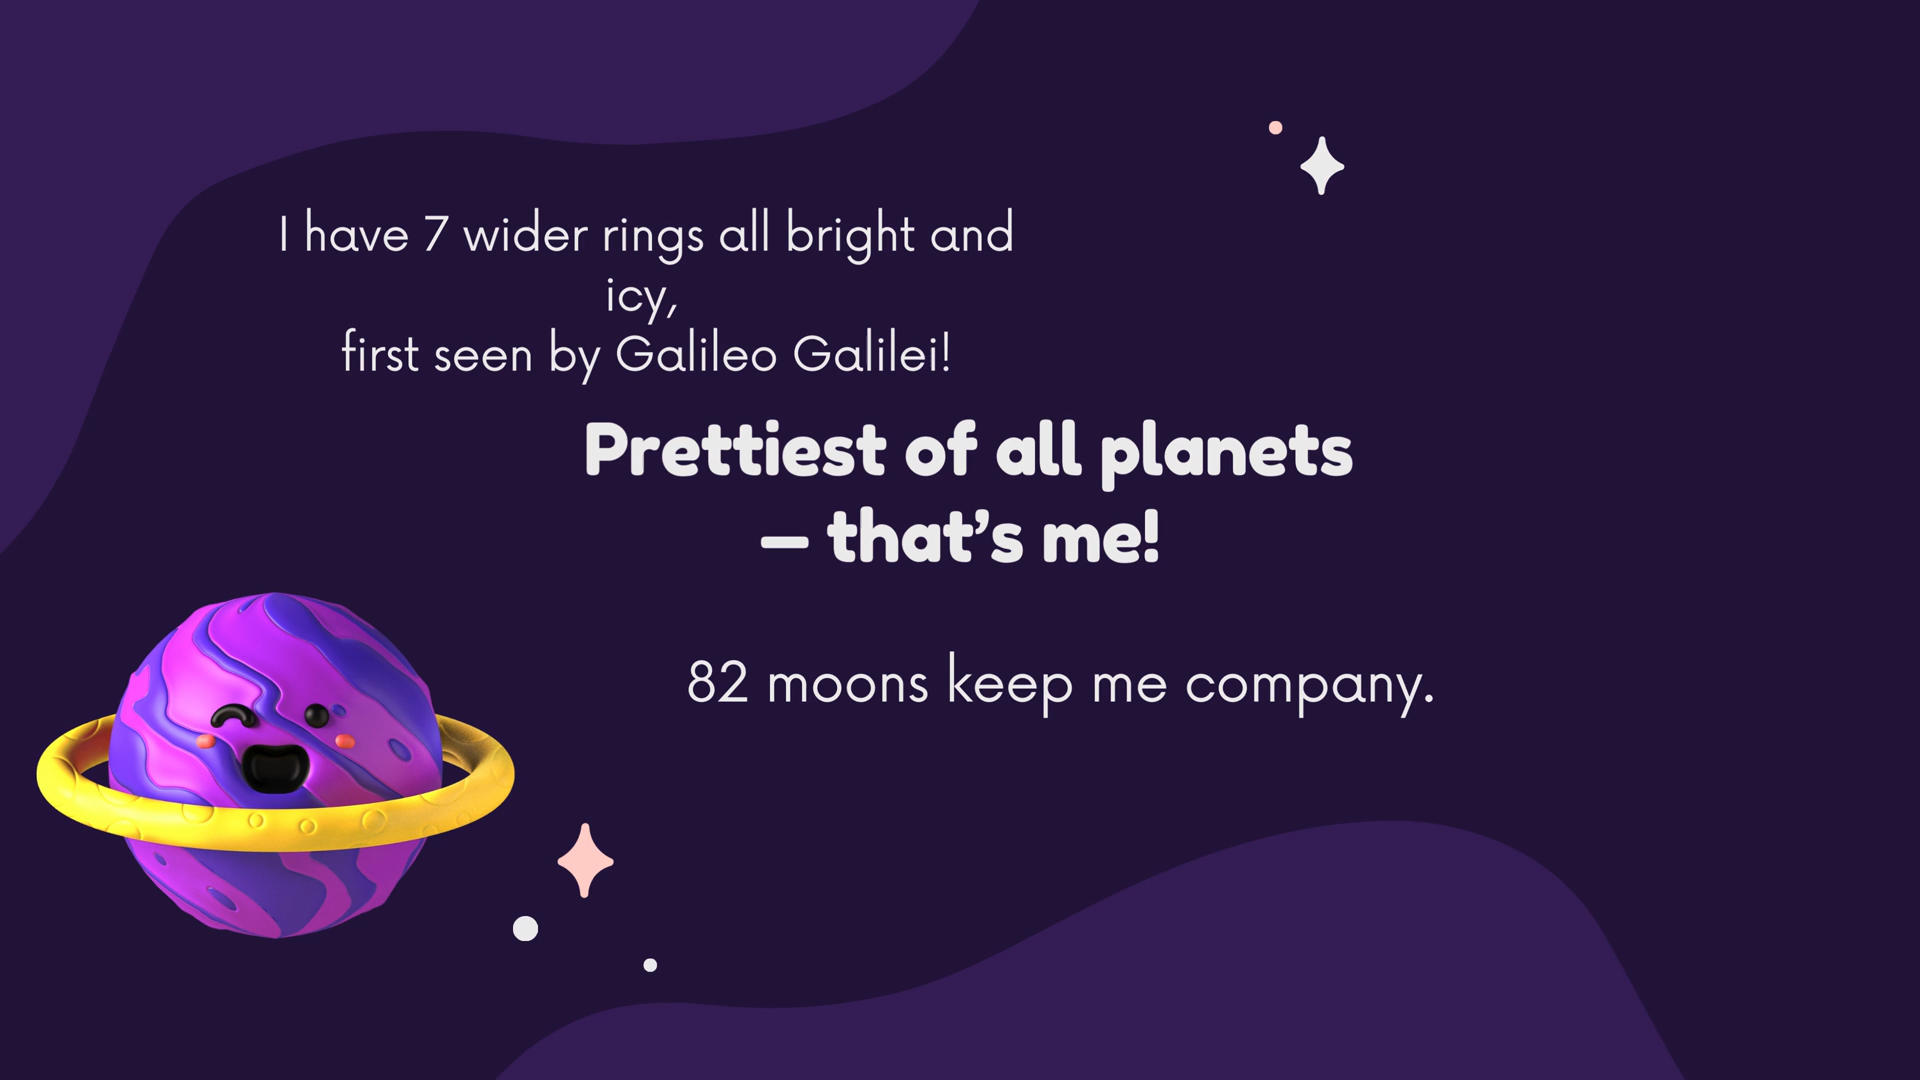 I have 7 wider rings all bright and
icy,
first seen by Galileo Galilei!
Prettiest of all planets
– that’s me!
82 moons keep me company.